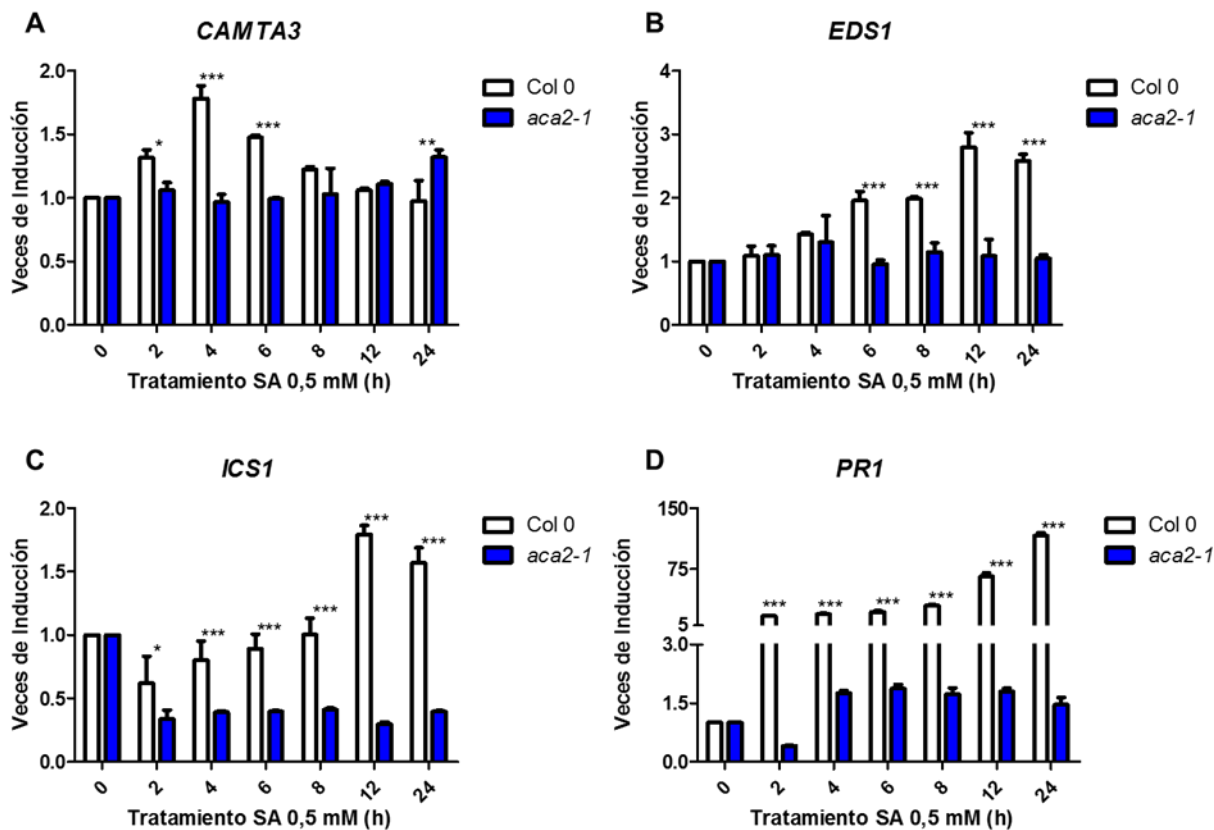 A
CAMTA3
Veces de Inducción
2.0
1.5
1.0
0.5
0.0
* *** *** **
0 2 4 6 8 12 24
Tratamiento SA 0,5 mM (h)
Col 0
aca2-1
B
EDS1
Veces de Inducción
4
3
2
1
0
*** *** *** ***
0 2 4 6 8 12 24
Tratamiento SA 0,5 mM (h)
Col 0
aca2-1
C
ICS1
Veces de Inducción
2.0
1.5
1.0
0.5
0.0
* *** *** *** *** ***
0 2 4 6 8 12 24
Tratamiento SA 0,5 mM (h)
Col 0
aca2-1
D
PR1
Veces de Inducción
150
75
5
3.0
1.5
0.0
*** *** *** *** *** ***
0 2 4 6 8 12 24
Tratamiento SA 0,5 mM (h)
Col 0
aca2-1